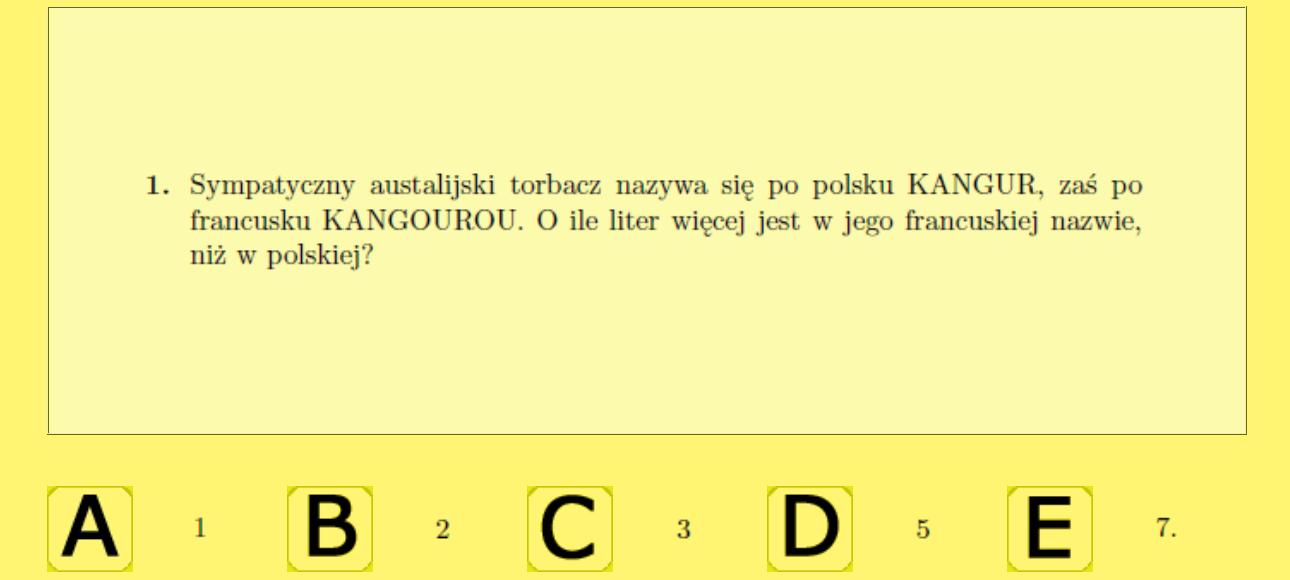 1. Sympatyczny austalijski torbacz nazywa się po polsku KANGUR, zaś po
francusku KANGOUROU. O ile liter więcej jest w jego francuskiej nazwie,
niż w polskiej?
A 1 B 2 C 3 D 5 E 7.